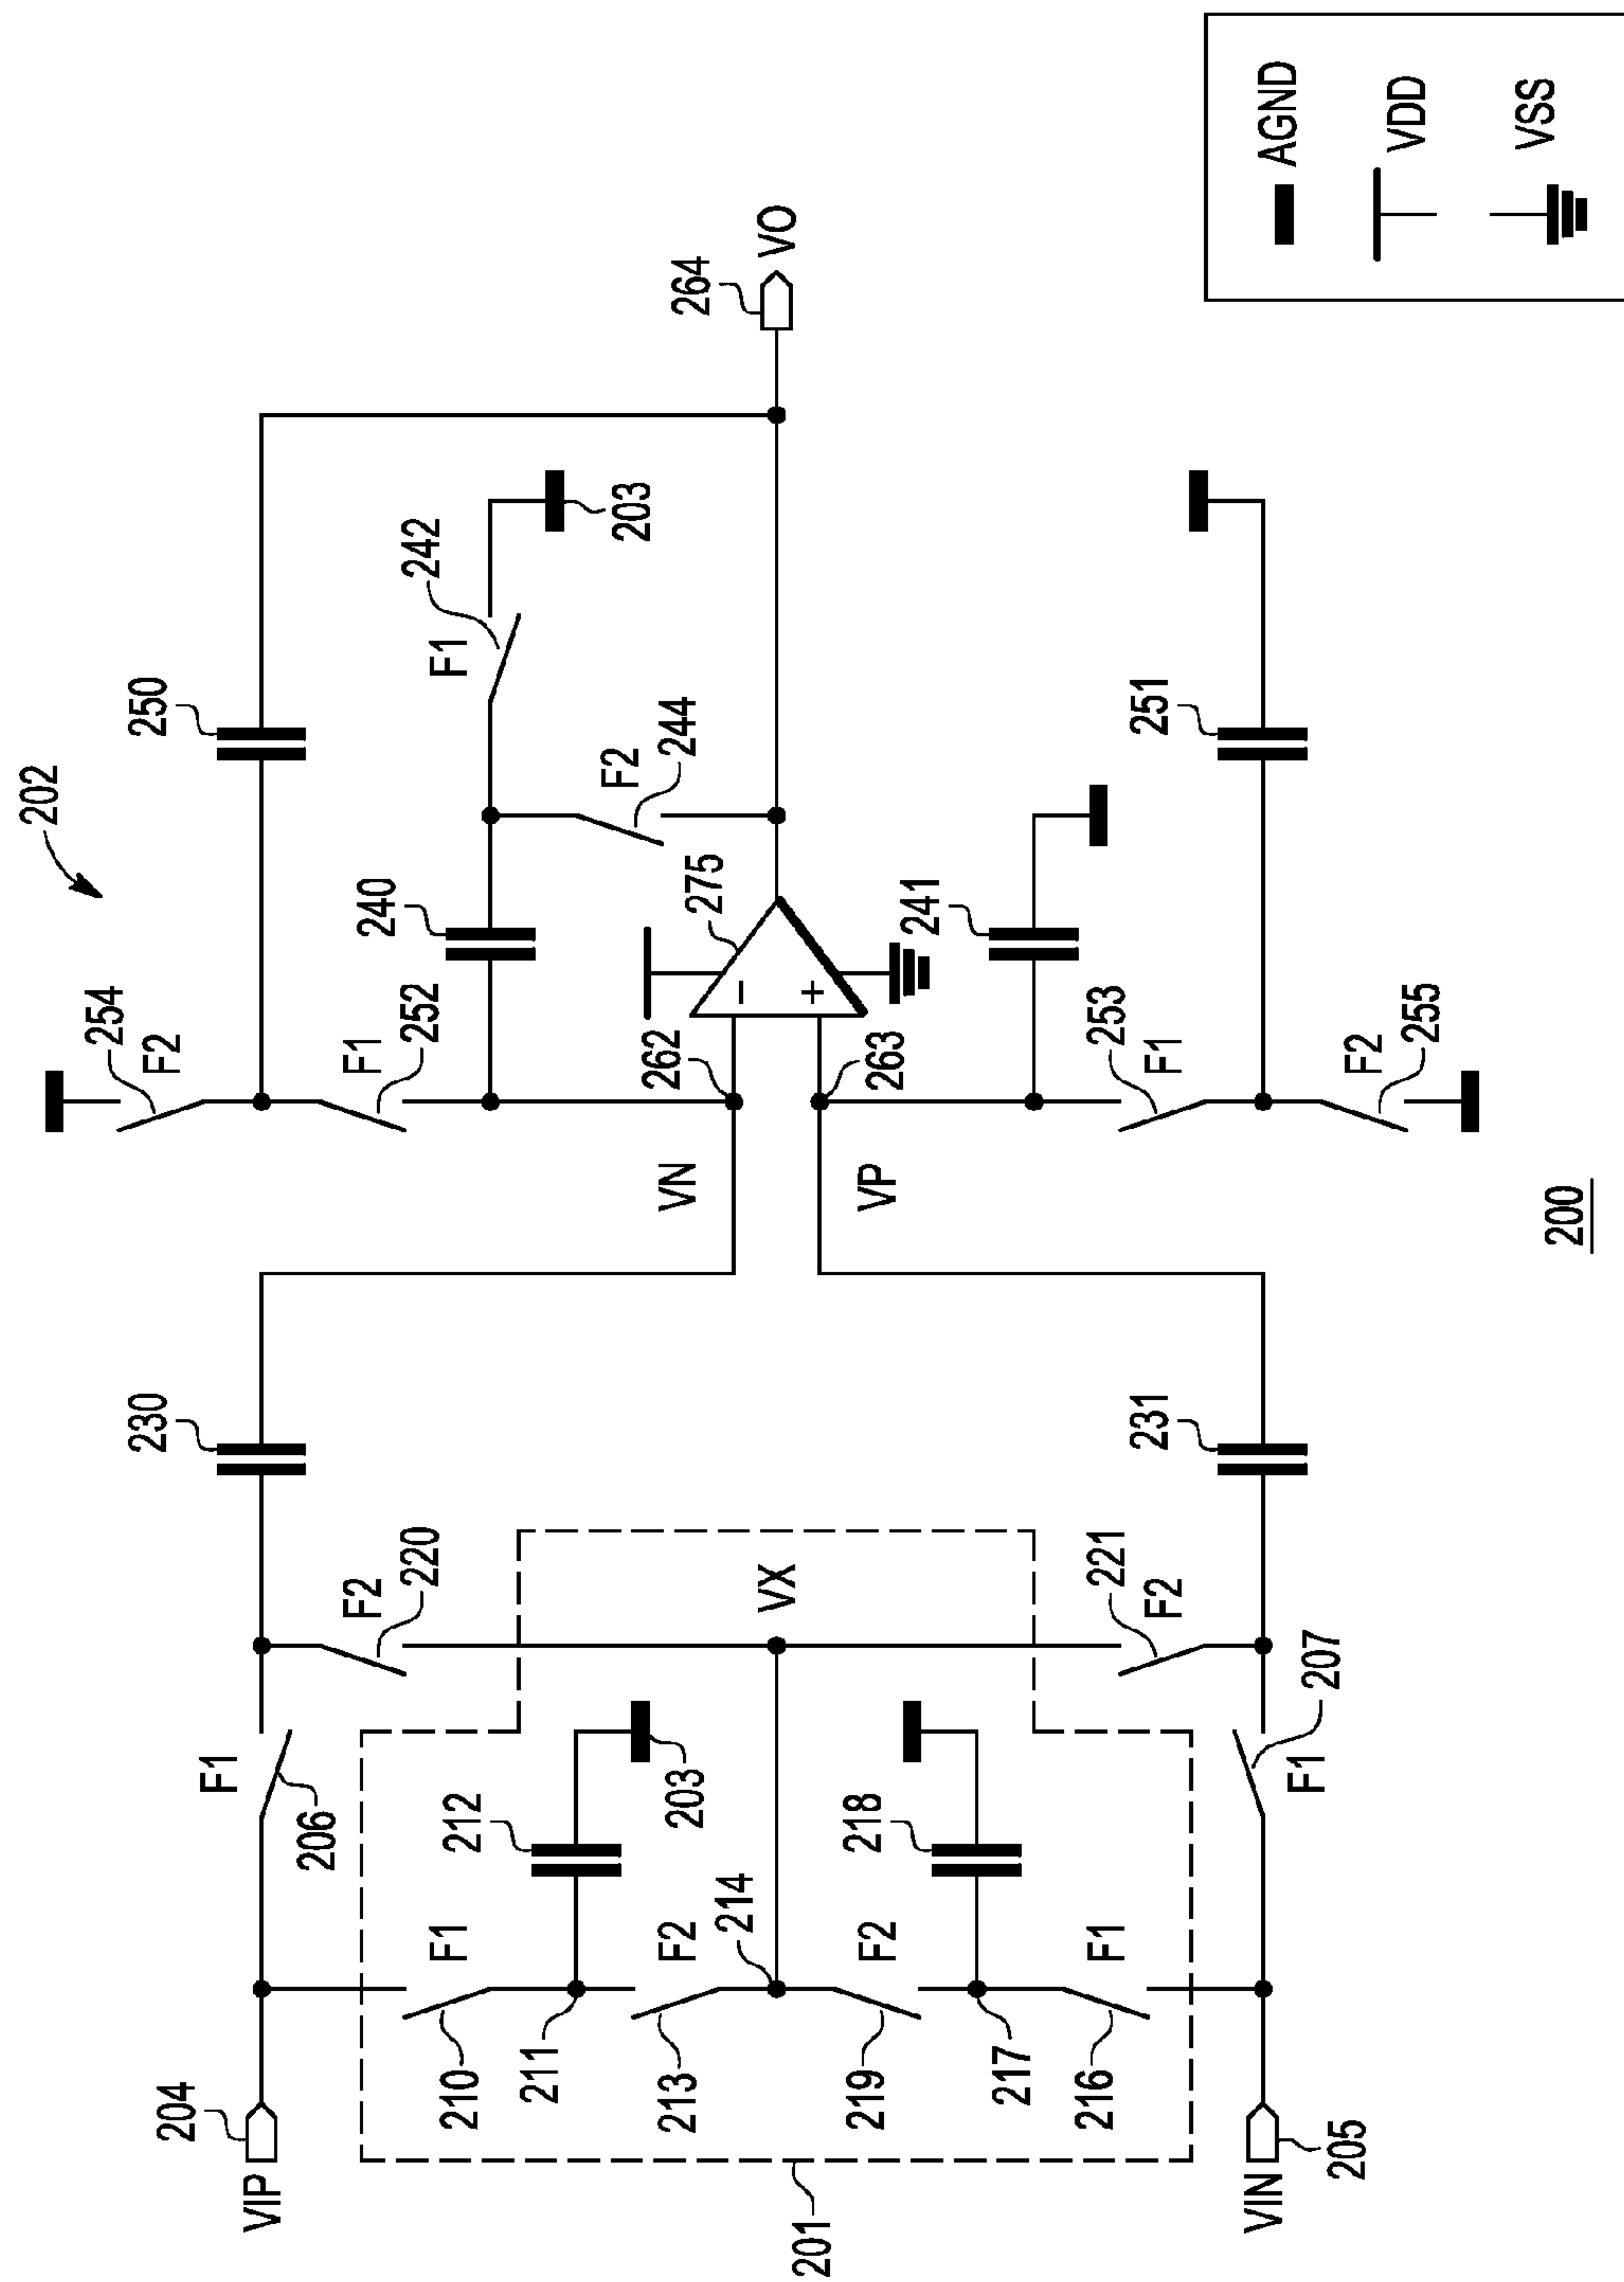 202
254
F2
250
F1
252
240
F1
242
203
F2
244
275
262
VN
−
+
263
VP
264
VO
241
253
F1
251
F2
255
230
231
VIP
204
F1
206
F2
220
F1
210
211
212
203
F2
213
214
VX
219
F2
218
217
216
F1
221
F2
207
F1
VIN
205
201
200
AGND
VDD
VSS